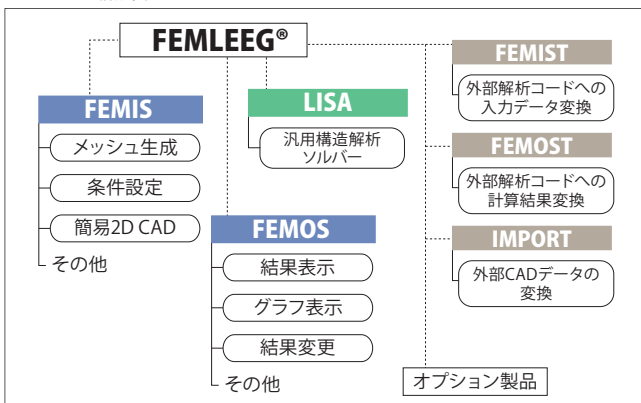 FEMLEEG®
FEMIS
メッシュ生成
条件設定
簡易2D CAD
その他
LISA
汎用構造解析
ソルバー
FEMOS
結果表示
グラフ表示
結果変更
その他
FEMIST
外部解析コードへの
入力データ変換
FEMOST
外部解析コードへの
計算結果変換
IMPORT
外部CADデータの
変換
オプション製品